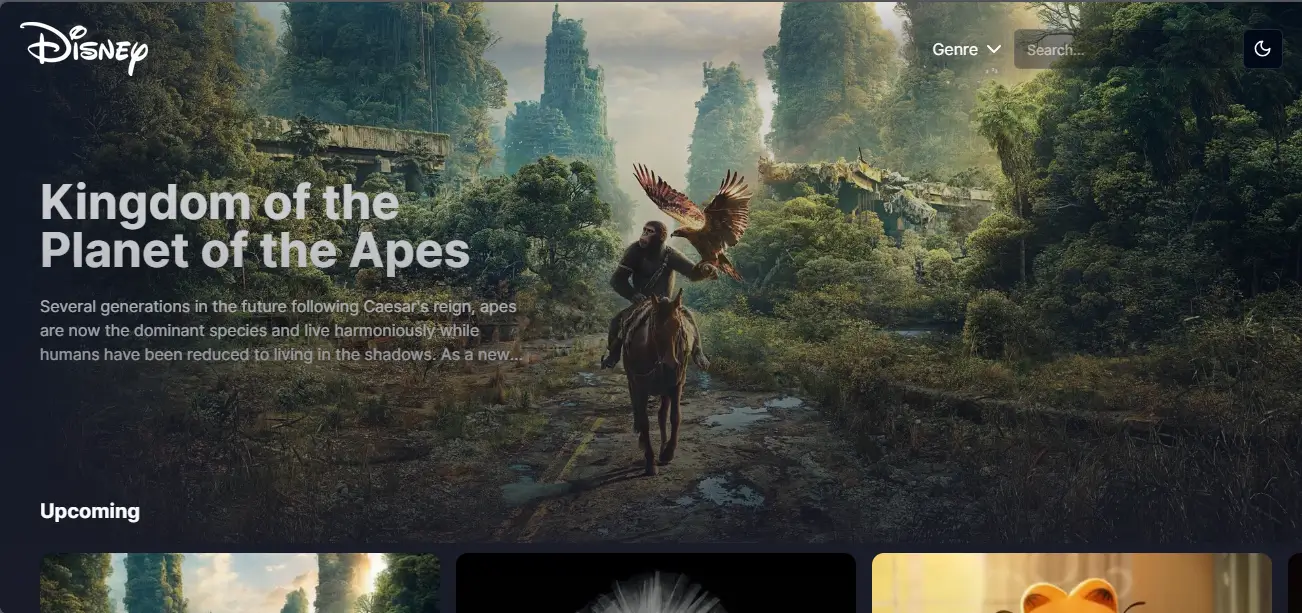 Disney
Genre
Search...
Kingdom of the
Planet of the Apes
Several generations in the future following Caesar's reign, apes
are now the dominant species and live harmoniously while
humans have been reduced to living in the shadows. As a new...
Upcoming